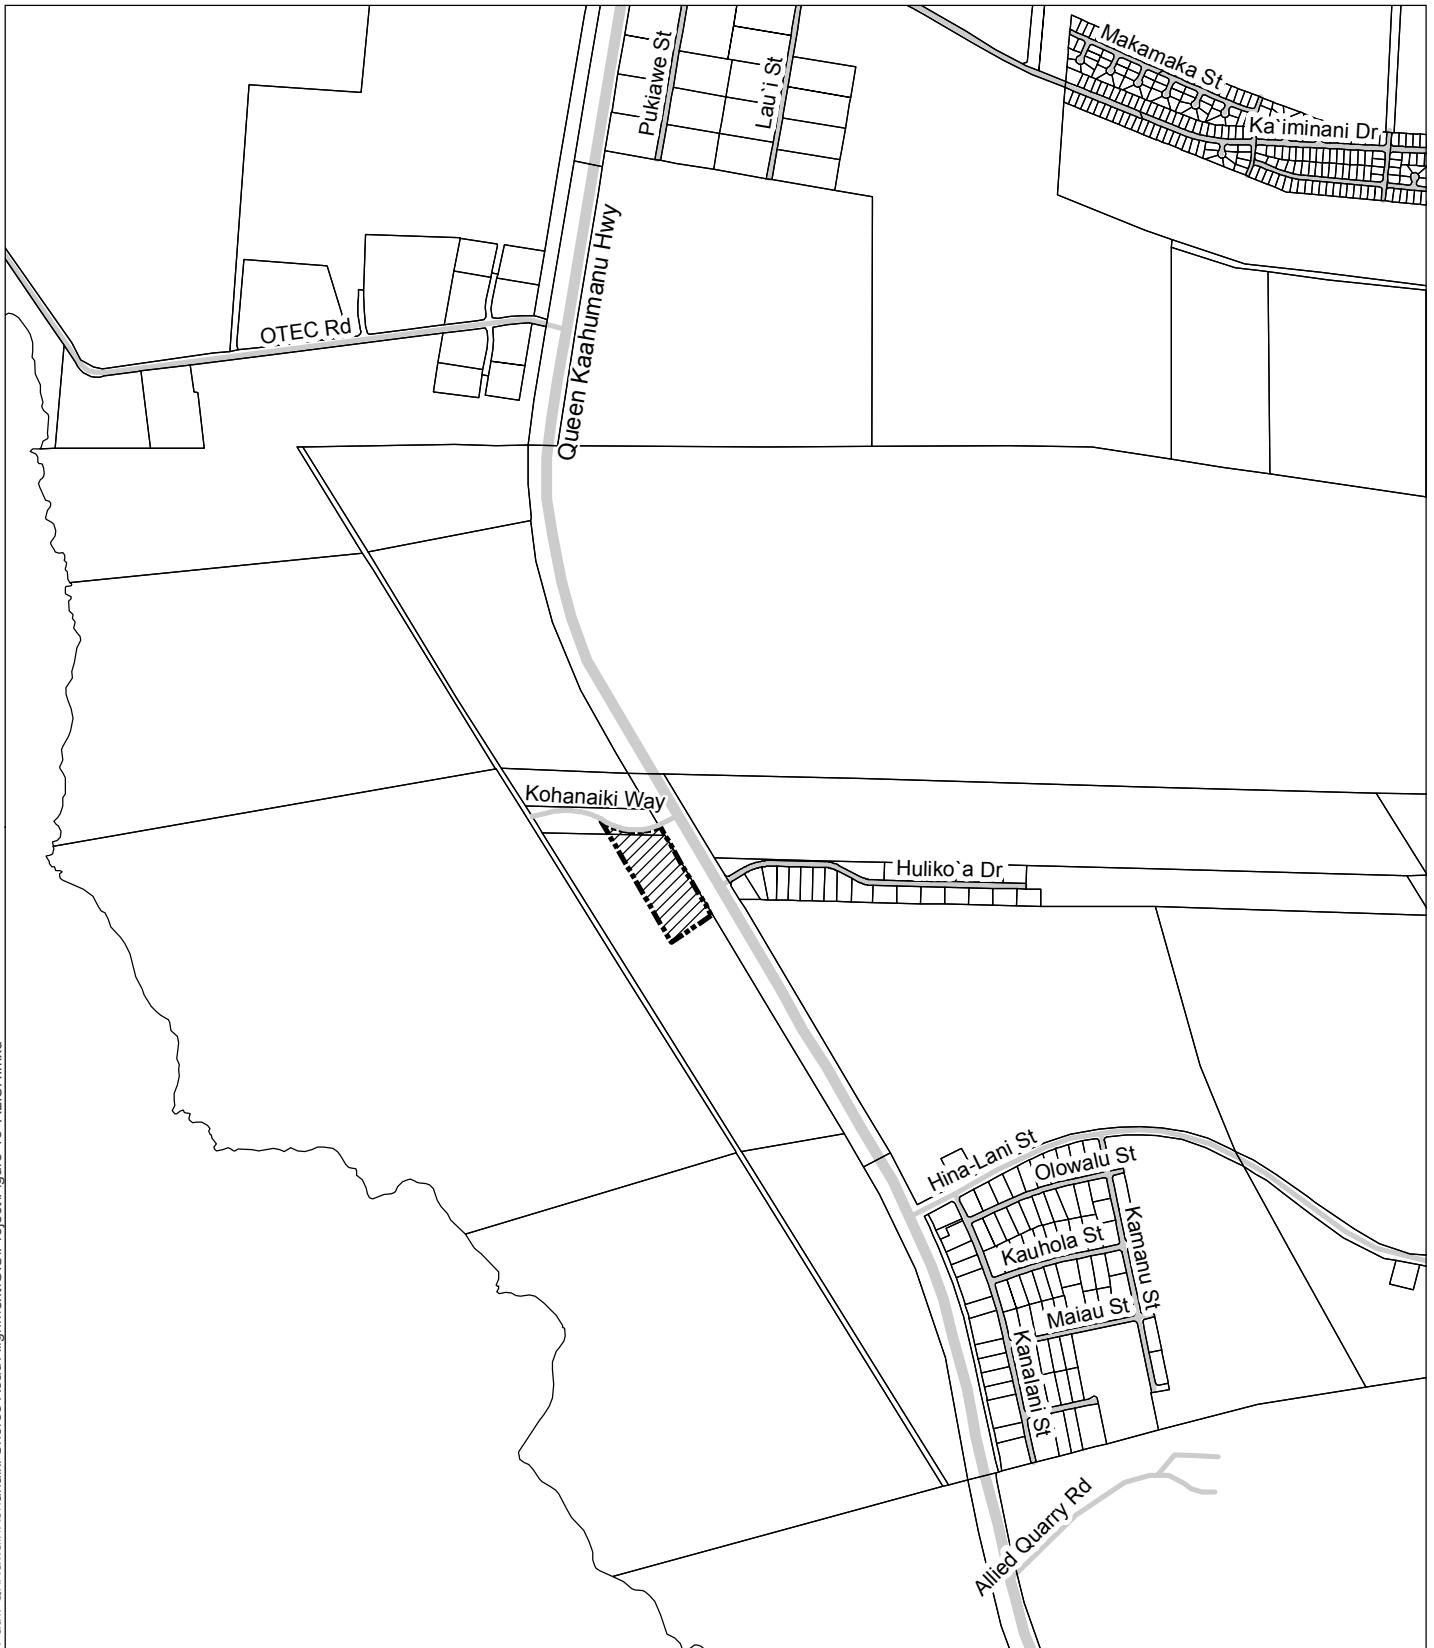 Makamaka St
Pukiawe St
Lau`i St
Ka`iminani Dr
Queen Kaahumanu Hwy
OTEC Rd
Kohanaiki Way
Huliko`a Dr
Hina-Lani St
Olowalu St
Kamanu St
Kauhola St
Maiau St
Kanalani St
Allied Quarry Rd